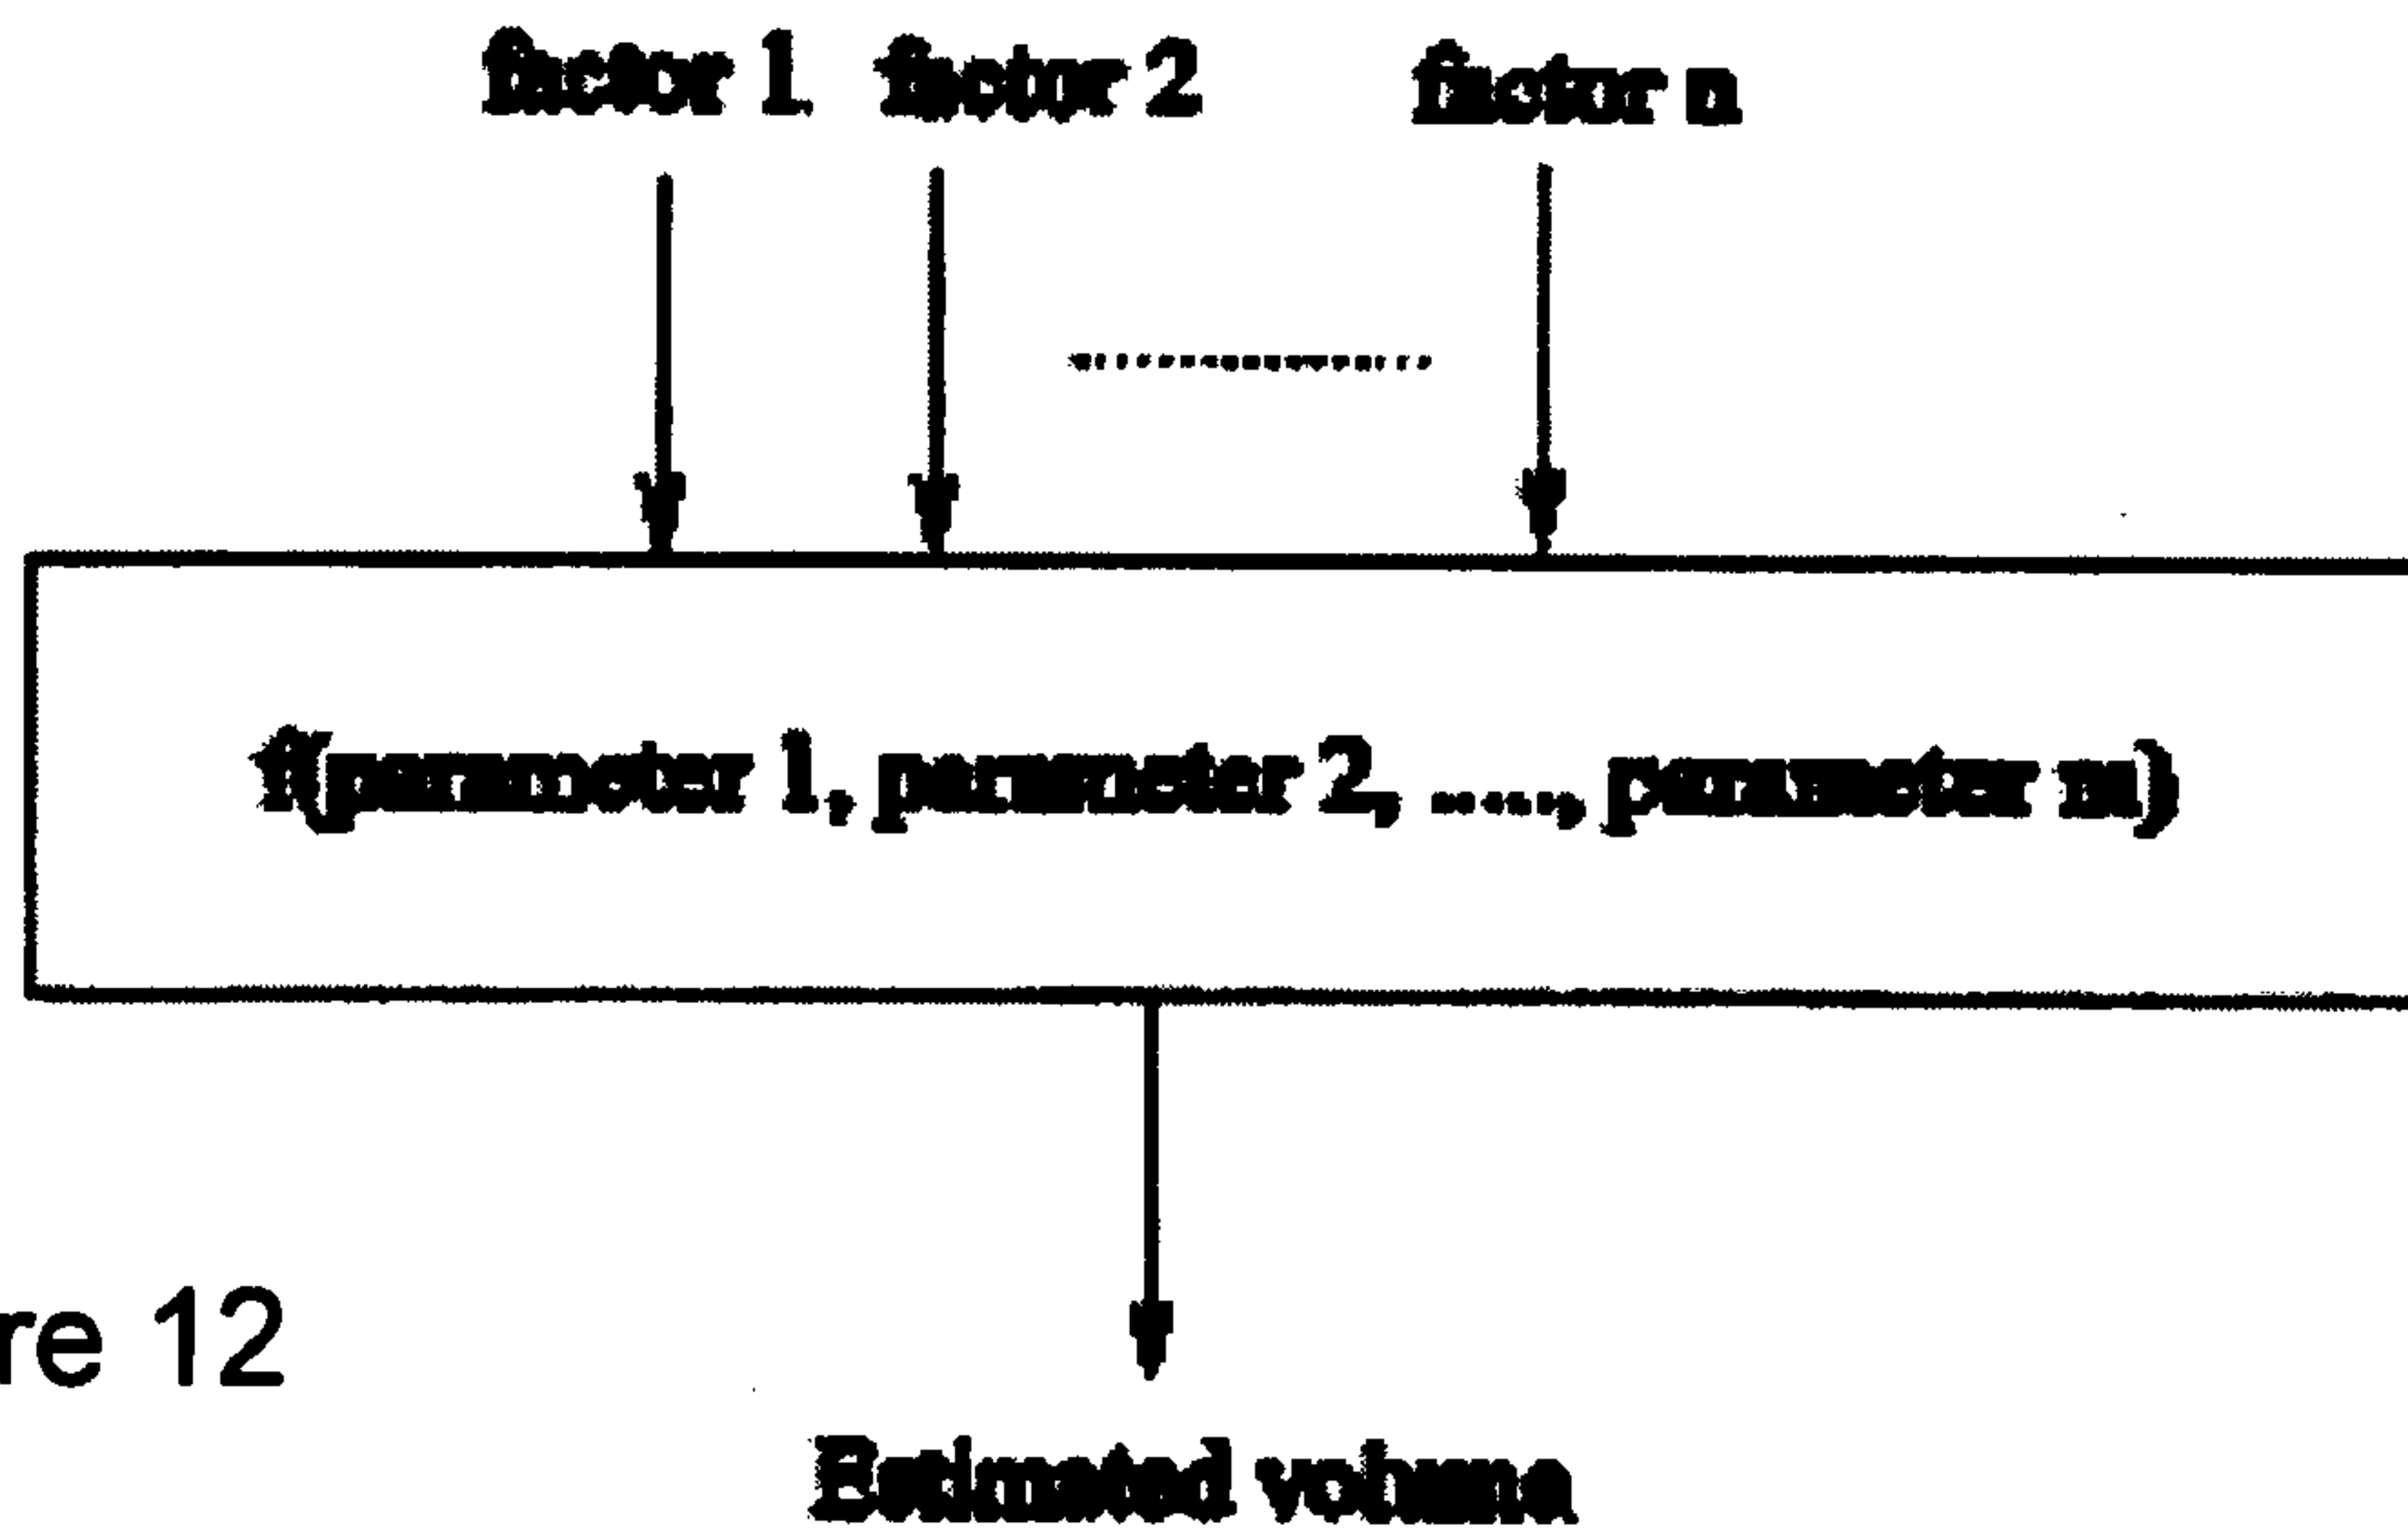 factor 1 factor 2 factor n
..................
f(parameter 1, parameter 2, ......, parameter m)
re 12
Estimated volume